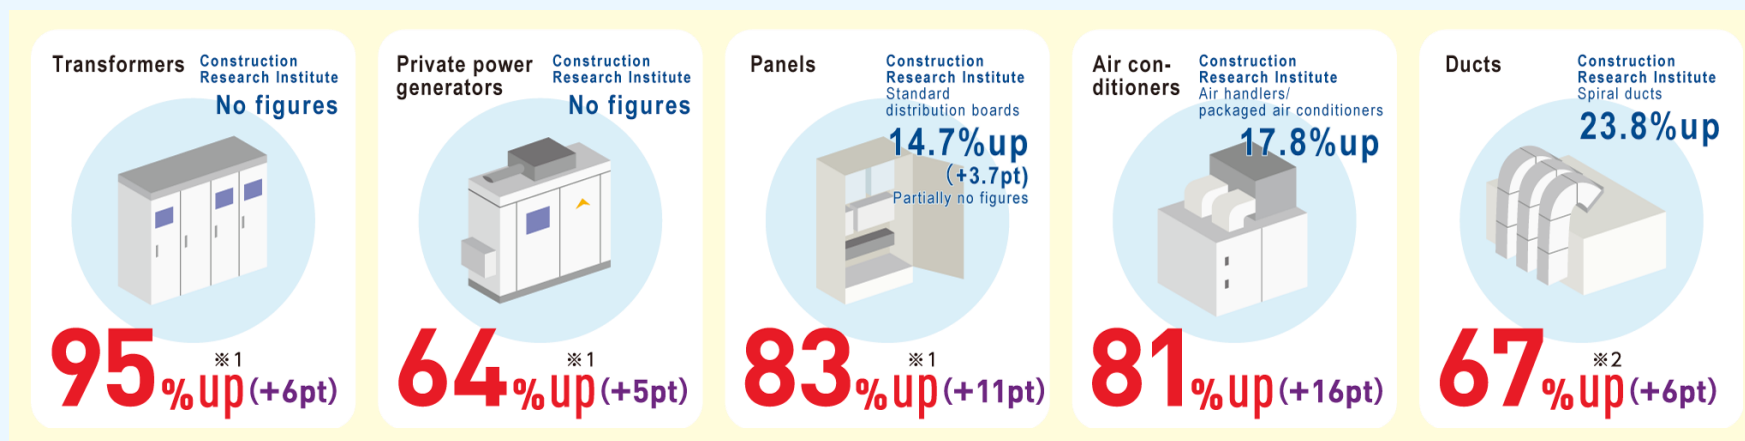 Transformers
Construction
Research Institute
No figures
95%up(+6pt)
※1
Private power
generators
Construction
Research Institute
No figures
64%up(+5pt)
※1
Panels
Construction
Research Institute
Standard
distribution boards
14.7%up
(+3.7pt)
Partially no figures
83%up(+11pt)
※1
Air con-
ditioners
Construction
Research Institute
Air handlers/
packaged air conditioners
17.8%up
81%up(+16pt)
Ducts
Construction
Research Institute
Spiral ducts
23.8%up
67%up(+6pt)
※2